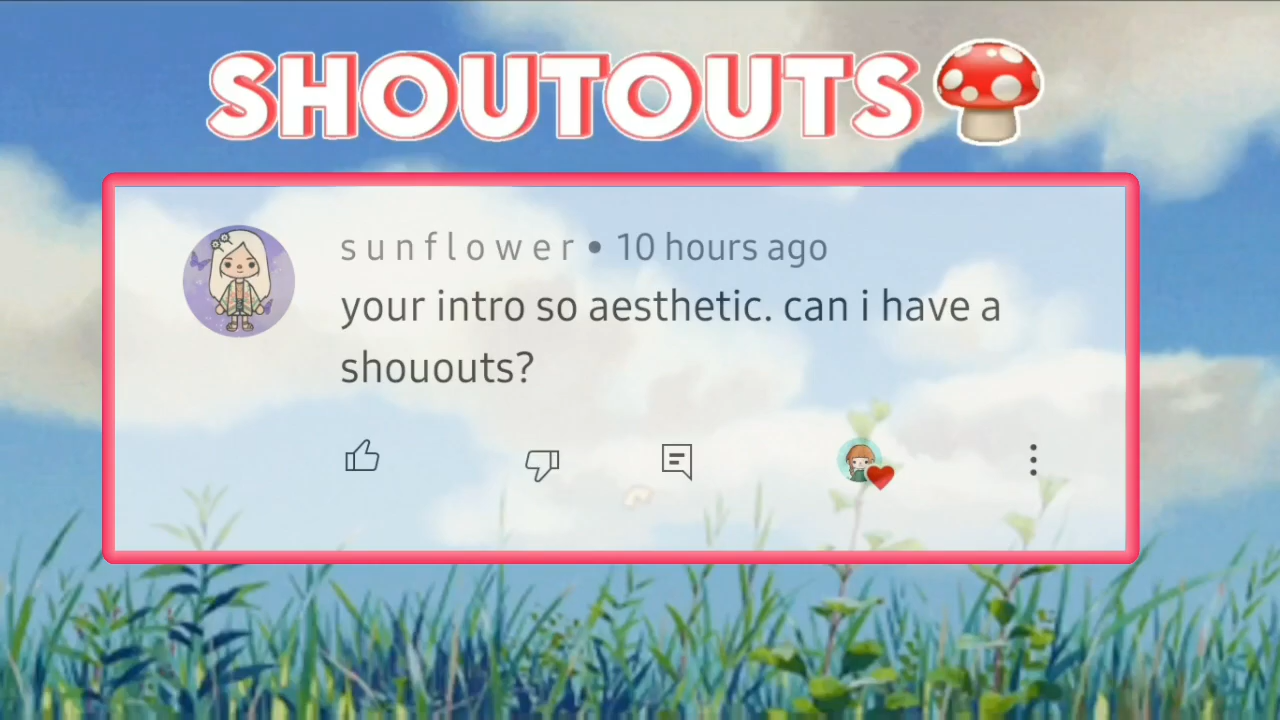 SHOUTOUTS
s u n f l o w e r • 10 hours ago
your intro so aesthetic. can i have a
shououts?